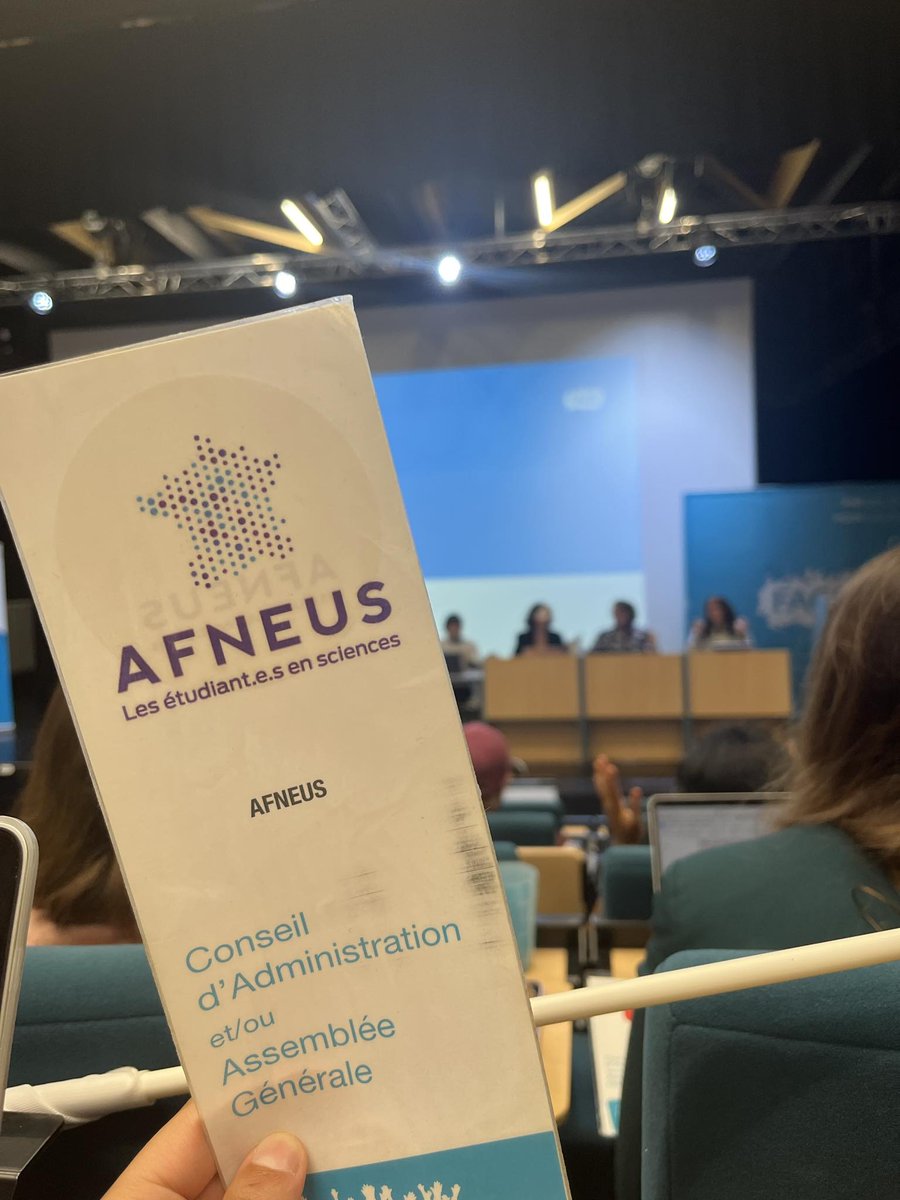 AFNEUS
Les étudiant.e.s en sciences
AFNEUS
Conseil
d'Administration
et/ou
Assemblée
Générale